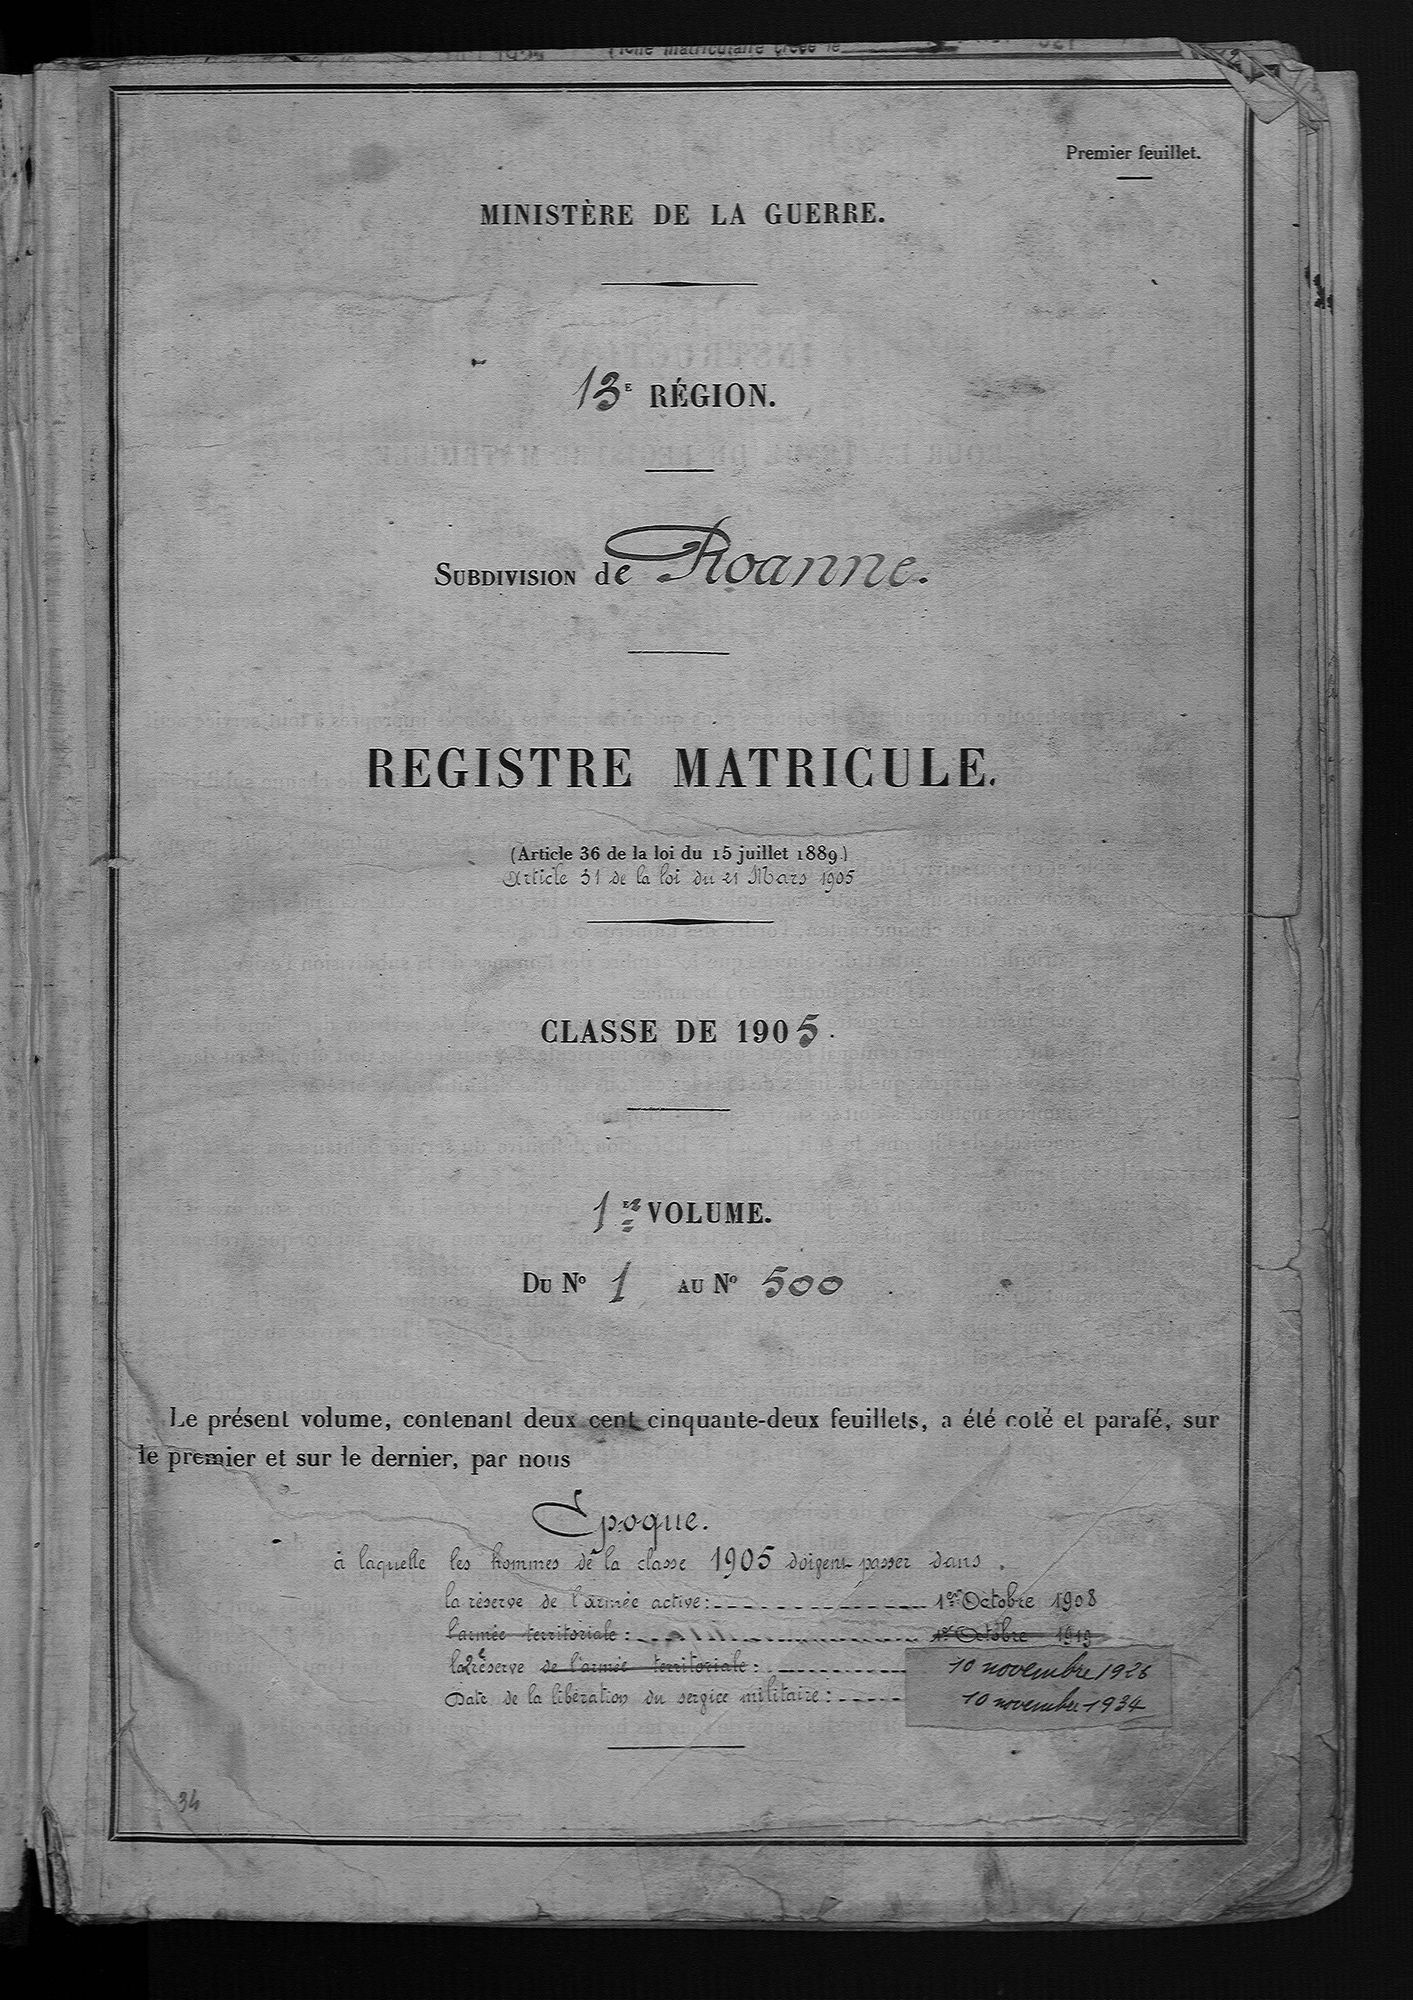 Fiche matriculaire créée le
Premier feuillet.
MINISTÈRE DE LA GUERRE.
13E RÉGION.
SUBDIVISION de Roanne.
REGISTRE MATRICULE.
(Article 36 de la loi du 15 juillet 1889)
Article 31 de la loi du 21 Mars 1905
CLASSE DE 1905.
1er VOLUME.
DU No 1 AU No 500
Le présent volume, contenant deux cent cinquante-deux feuillets, a été coté et parafé, sur
le premier et sur le dernier, par nous
Epoque.
à laquelle les hommes de la classe 1905 doivent passer dans.
la réserve de l'armée active: 1er Octobre 1908
l'armée territoriale: 1er Octobre 1919
la 2e réserve de l'armée territoriale: 10 novembre 1926
Date de la libération du service militaire: 10 novembre 1934
34